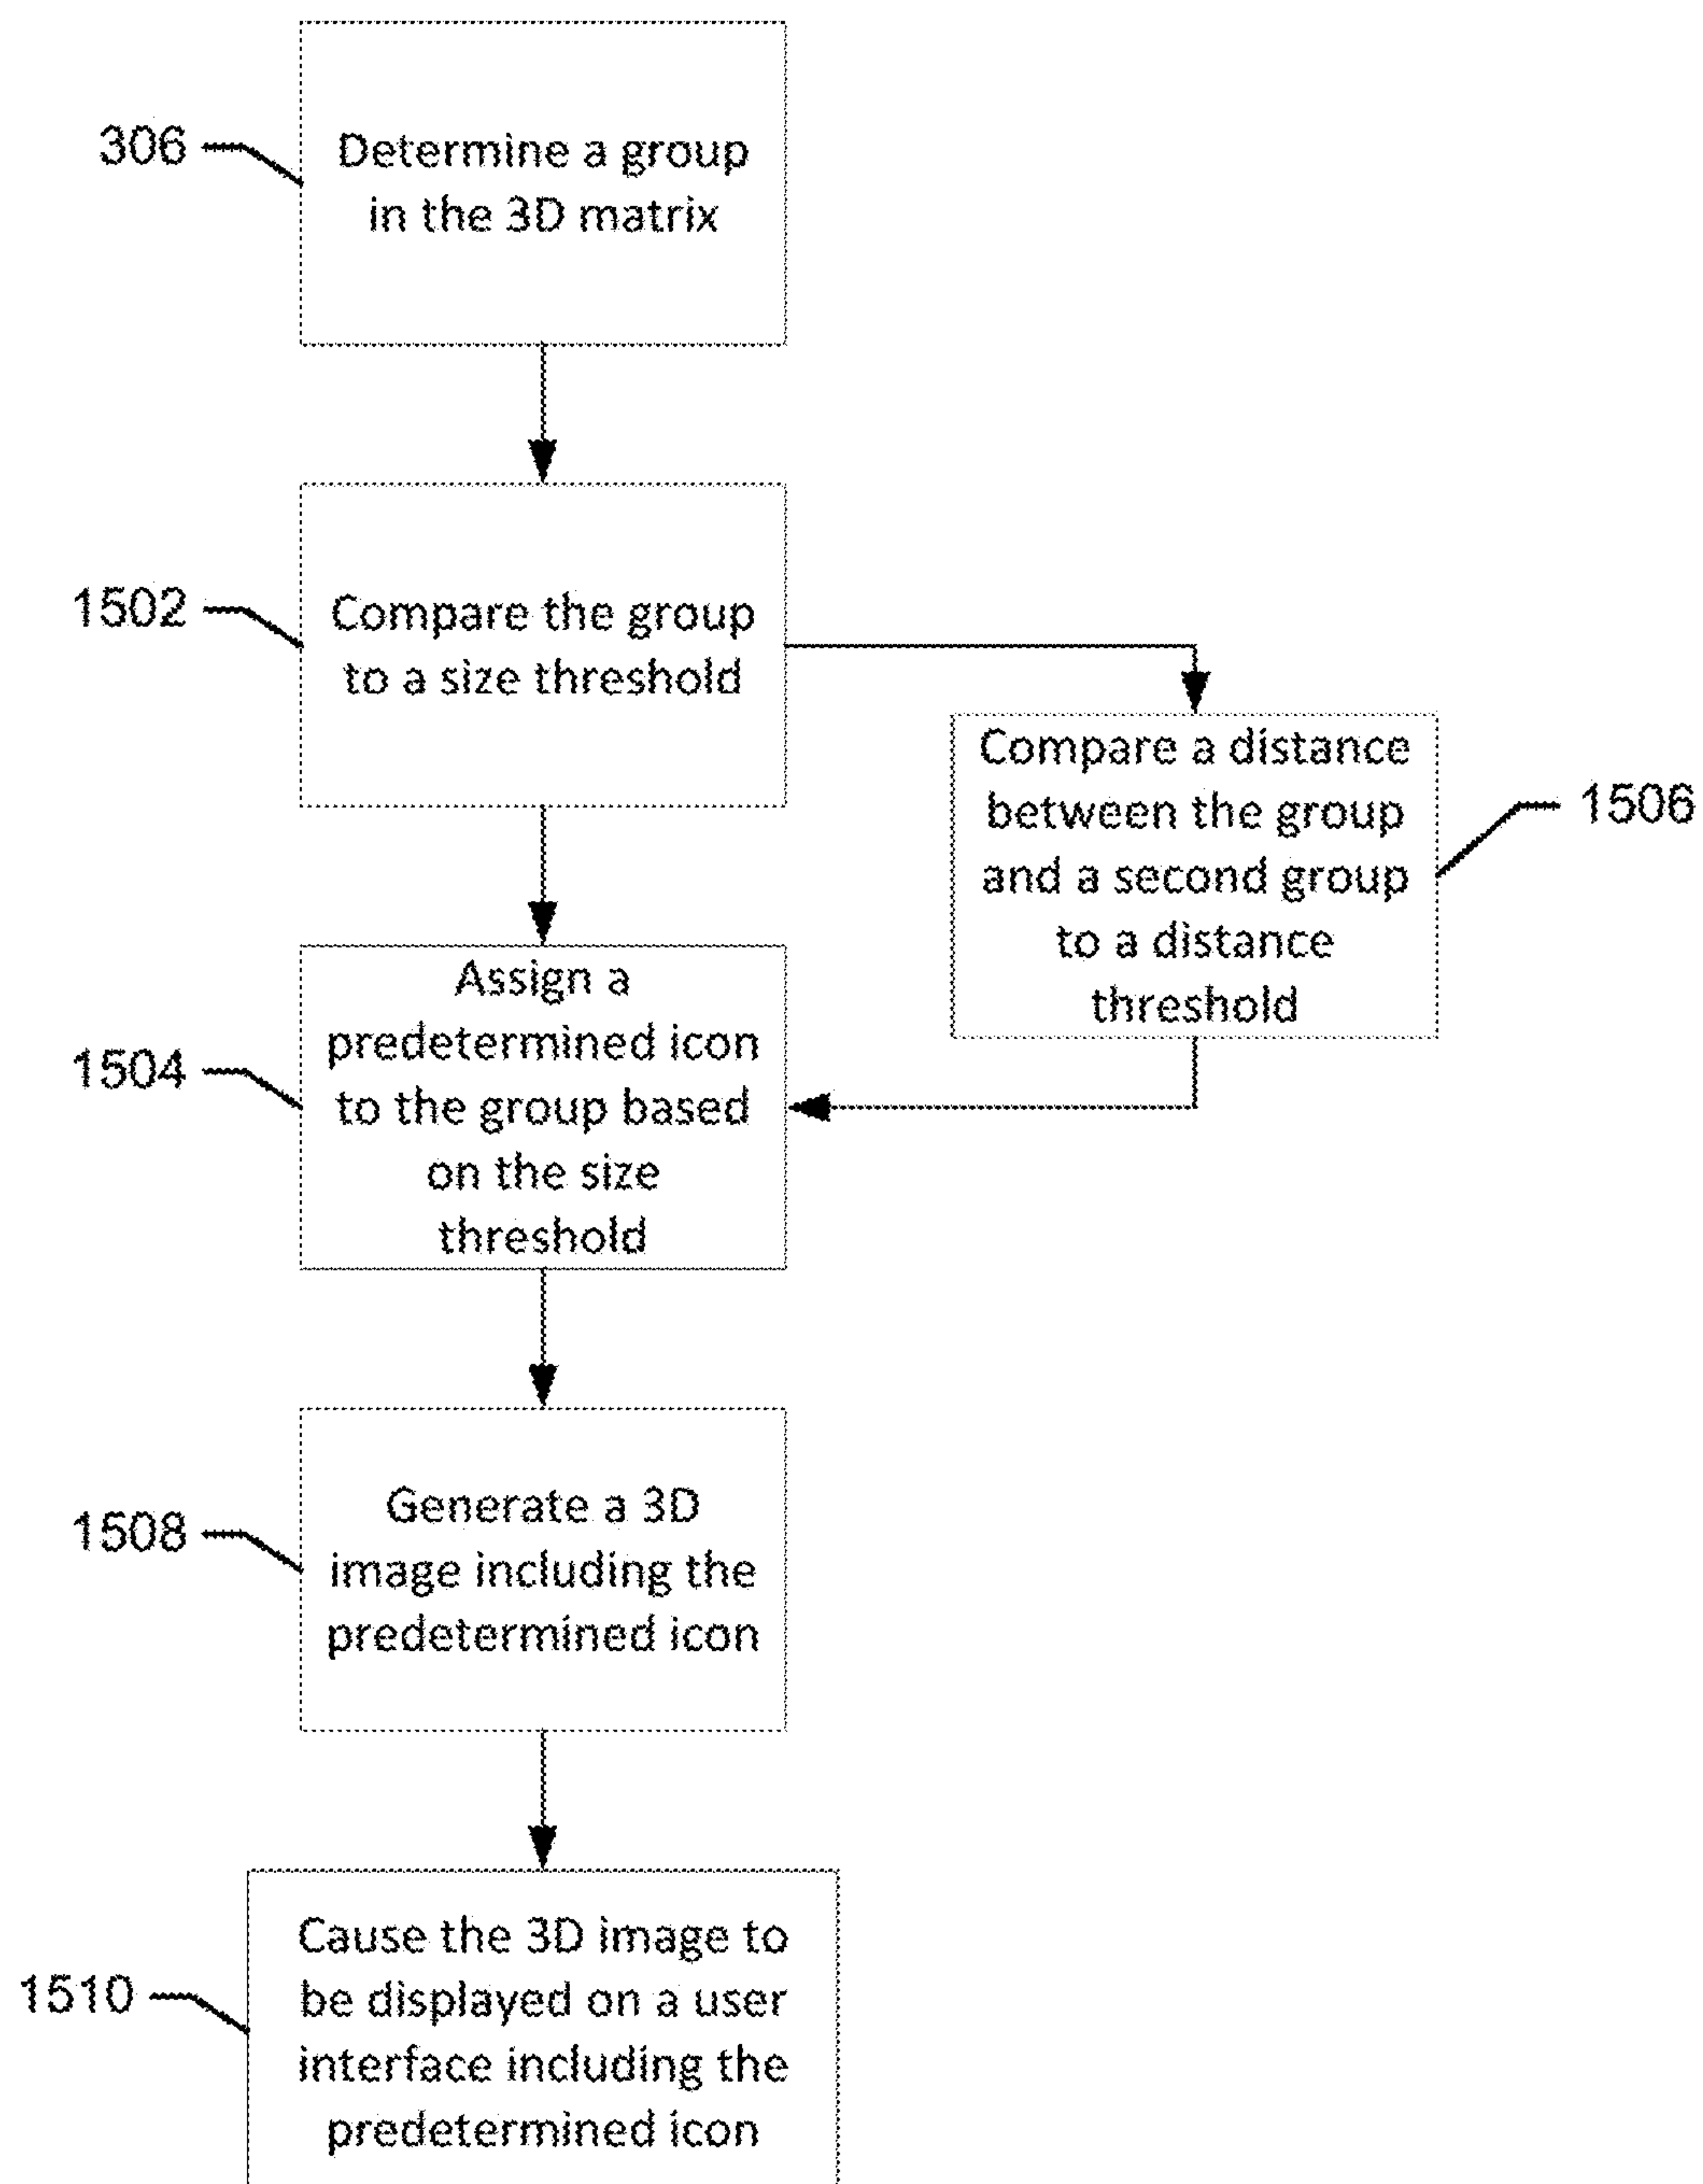 306
Determine a group
in the 3D matrix
1502
Compare the group
to a size threshold
Compare a distance
between the group
and a second group
to a distance
threshold
1506
1504
Assign a
predetermined icon
to the group based
on the size
threshold
1508
Generate a 3D
image including the
predetermined icon
1510
Cause the 3D image to
be displayed on a user
interface including the
predetermined icon